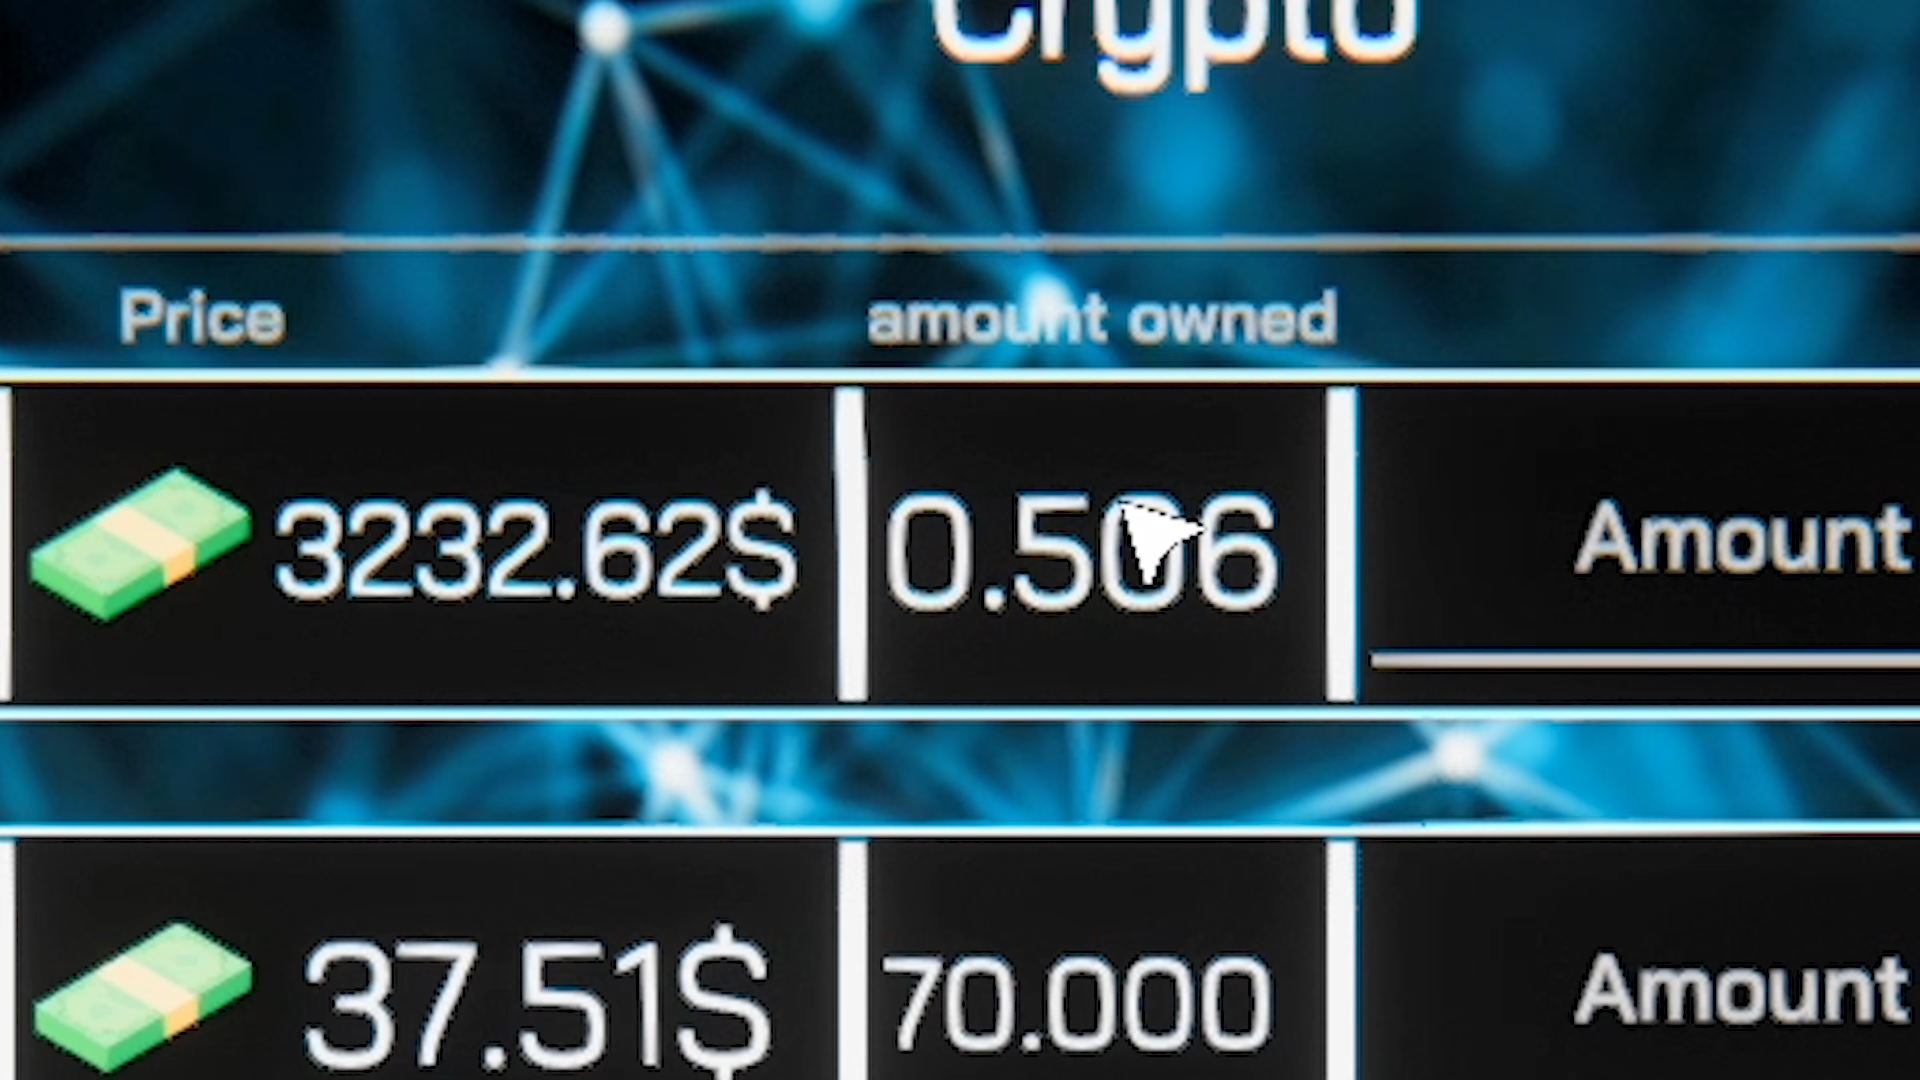 Crypto
Price amount owned
3232.62$ 0.506 Amount
37.51$ 70.000 Amount